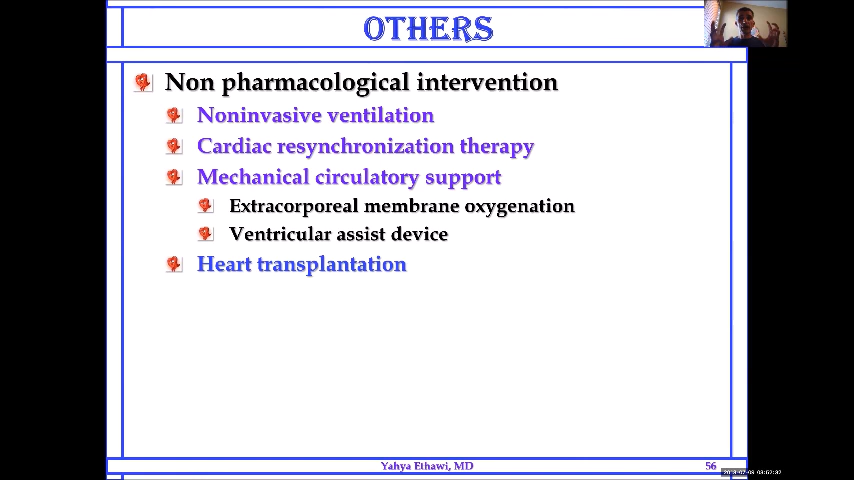 OTHERS
Non pharmacological intervention
Noninvasive ventilation
Cardiac resynchronization therapy
Mechanical circulatory support
Extracorporeal membrane oxygenation
Ventricular assist device
Heart transplantation
Yahya Ethawi, MD
56